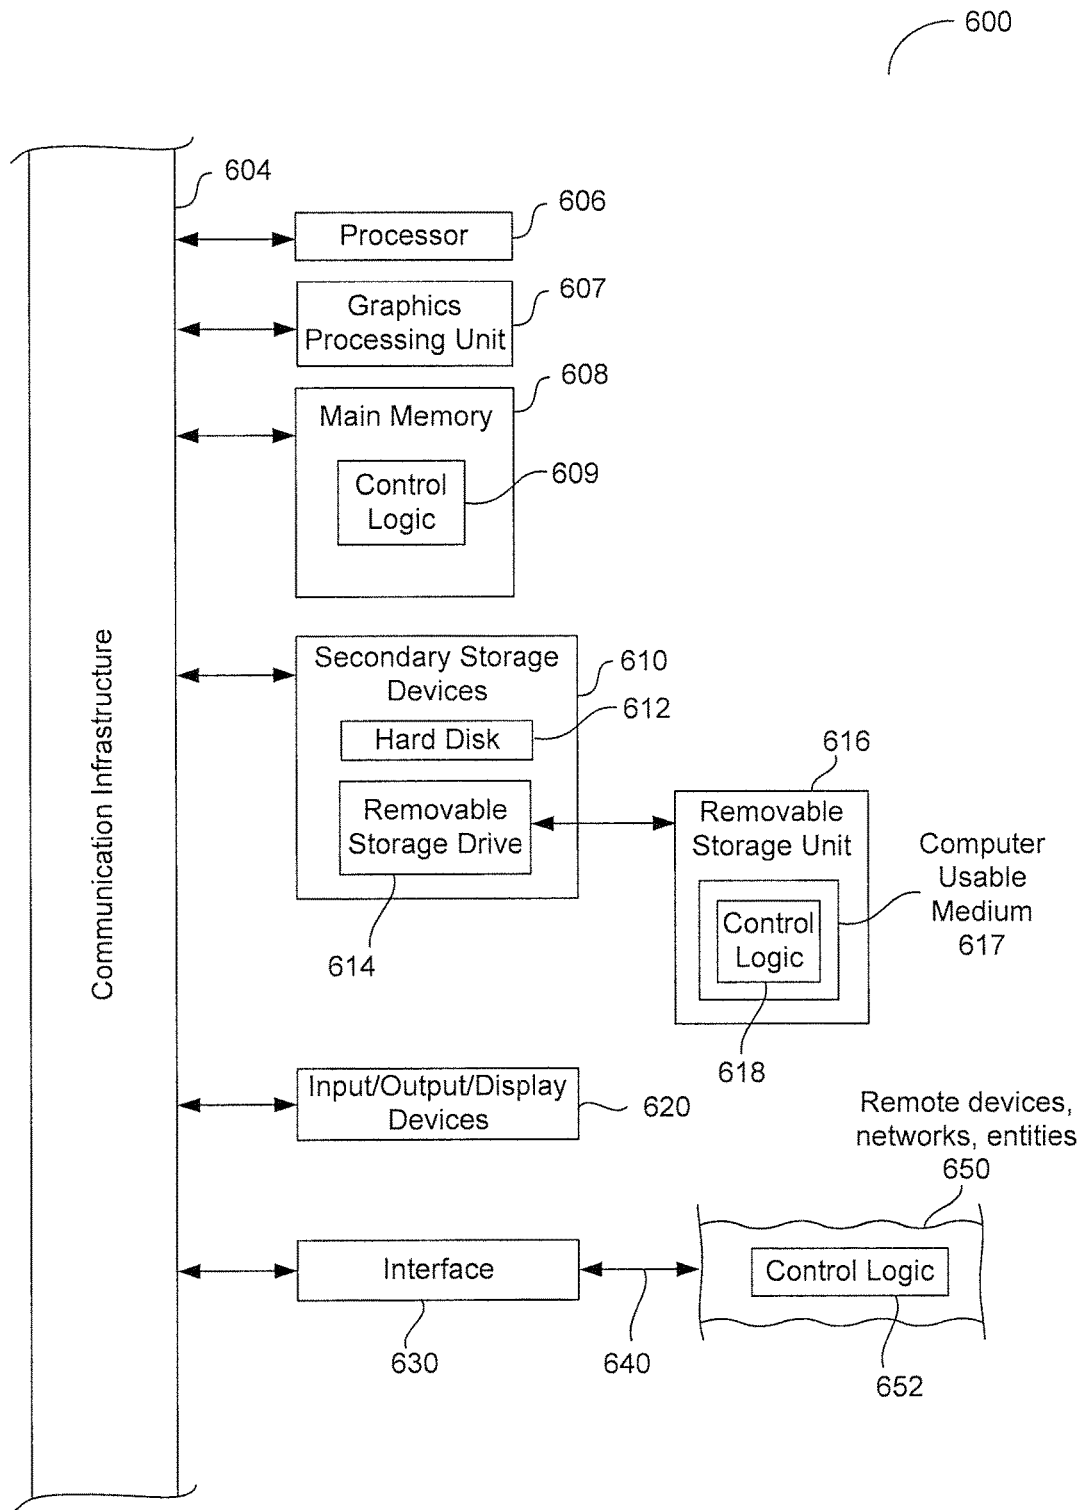 600
604
606
Processor
607
Graphics
Processing Unit
608
Main Memory
609
Control
Logic
Communication Infrastructure
Secondary Storage
Devices
610
612
Hard Disk
616
Removable
Storage Drive
Removable
Storage Unit
Computer
Usable
Medium
617
Control
Logic
614
618
Input/Output/Display
Devices
620
Remote devices,
networks, entities
650
Interface
Control Logic
630
640
652